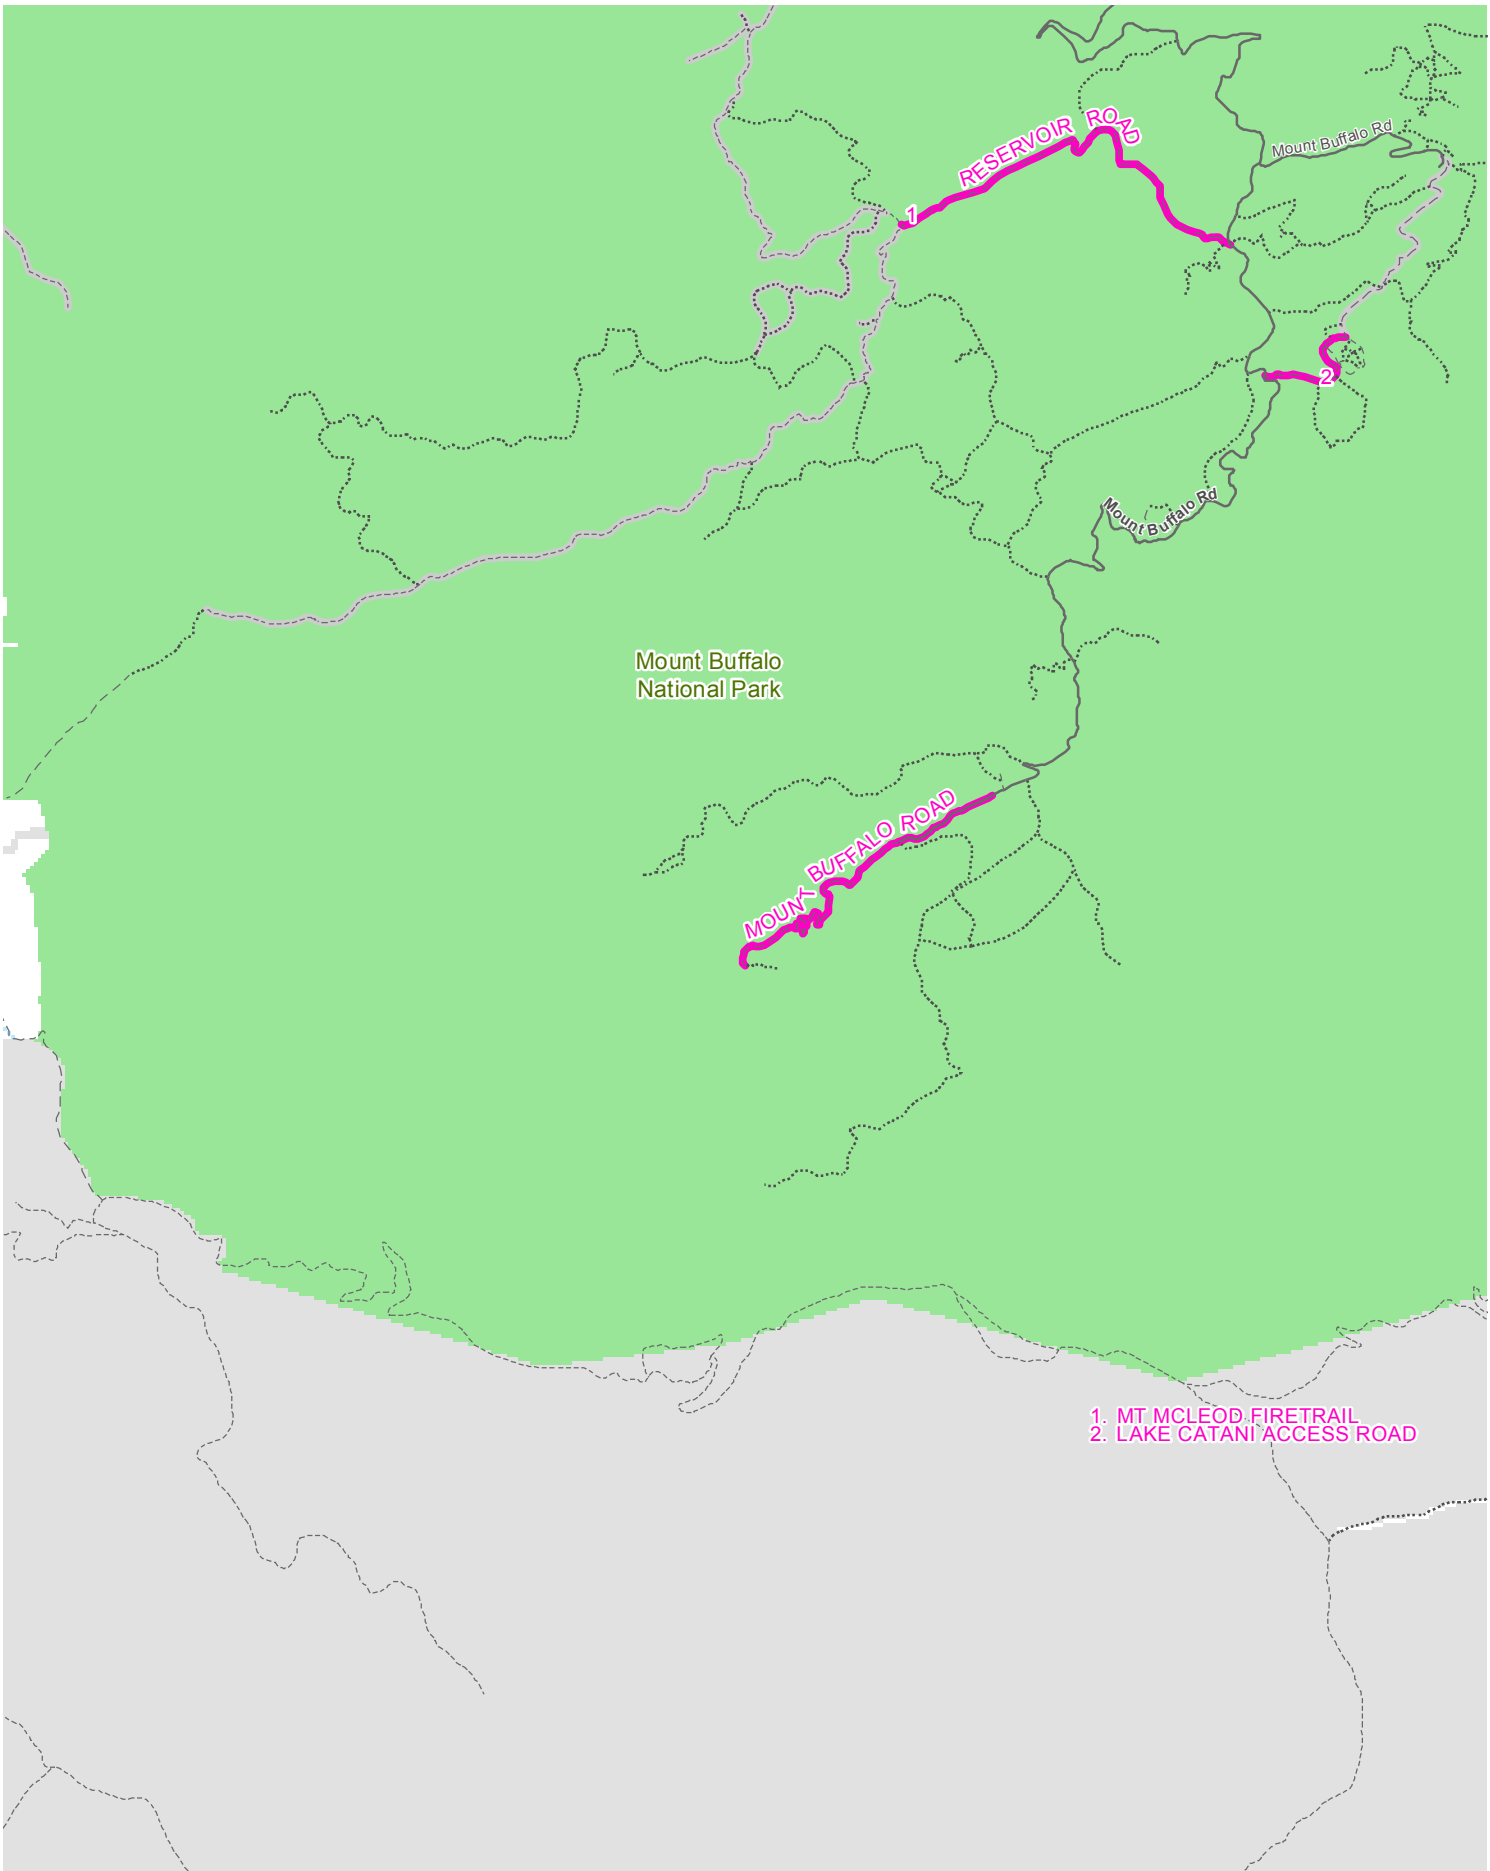 RESERVOIR ROAD
Mount Buffalo Rd
1
2
Mount Buffalo Rd
Mount Buffalo
National Park
MOUNT BUFFALO ROAD
1. MT MCLEOD FIRETRAIL
2. LAKE CATANI ACCESS ROAD